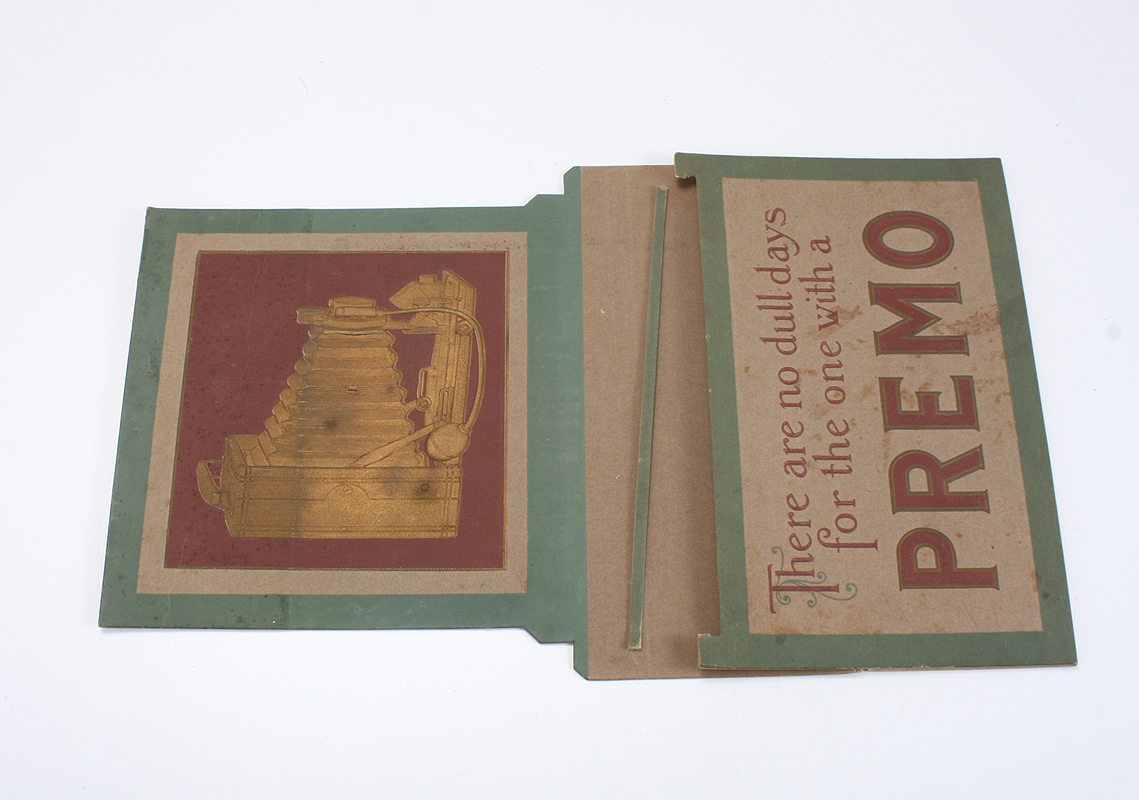 There are no dull days
for the one with a
PREMO